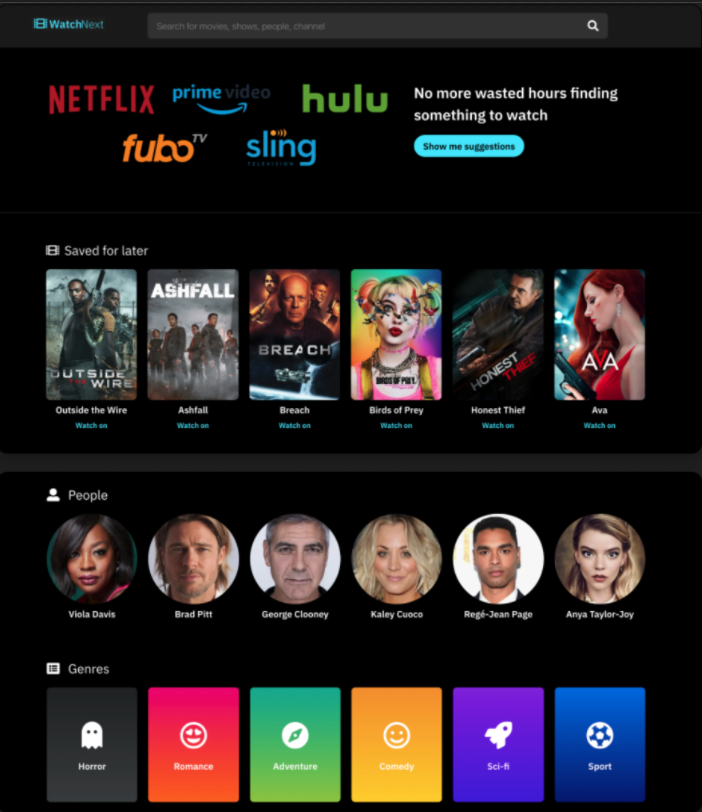 WatchNext
Search for movies, shows, people, channel
NETFLIX
prime video
hulu
No more wasted hours finding
something to watch
fubo TV
sling
TELEVISION
Show me suggestions
Saved for later
OUTSIDE
THE WIRE
ASHFALL
BREACH
BIRDS OF PREY
HONEST THIEF
AVA
Outside the Wire
Ashfall
Breach
Birds of Prey
Honest Thief
Ava
Watch on
Watch on
Watch on
Watch on
Watch on
Watch on
People
Viola Davis
Brad Pitt
George Clooney
Kaley Cuoco
Regé-Jean Page
Anya Taylor-Joy
Genres
Horror
Romance
Adventure
Comedy
Sci-fi
Sport